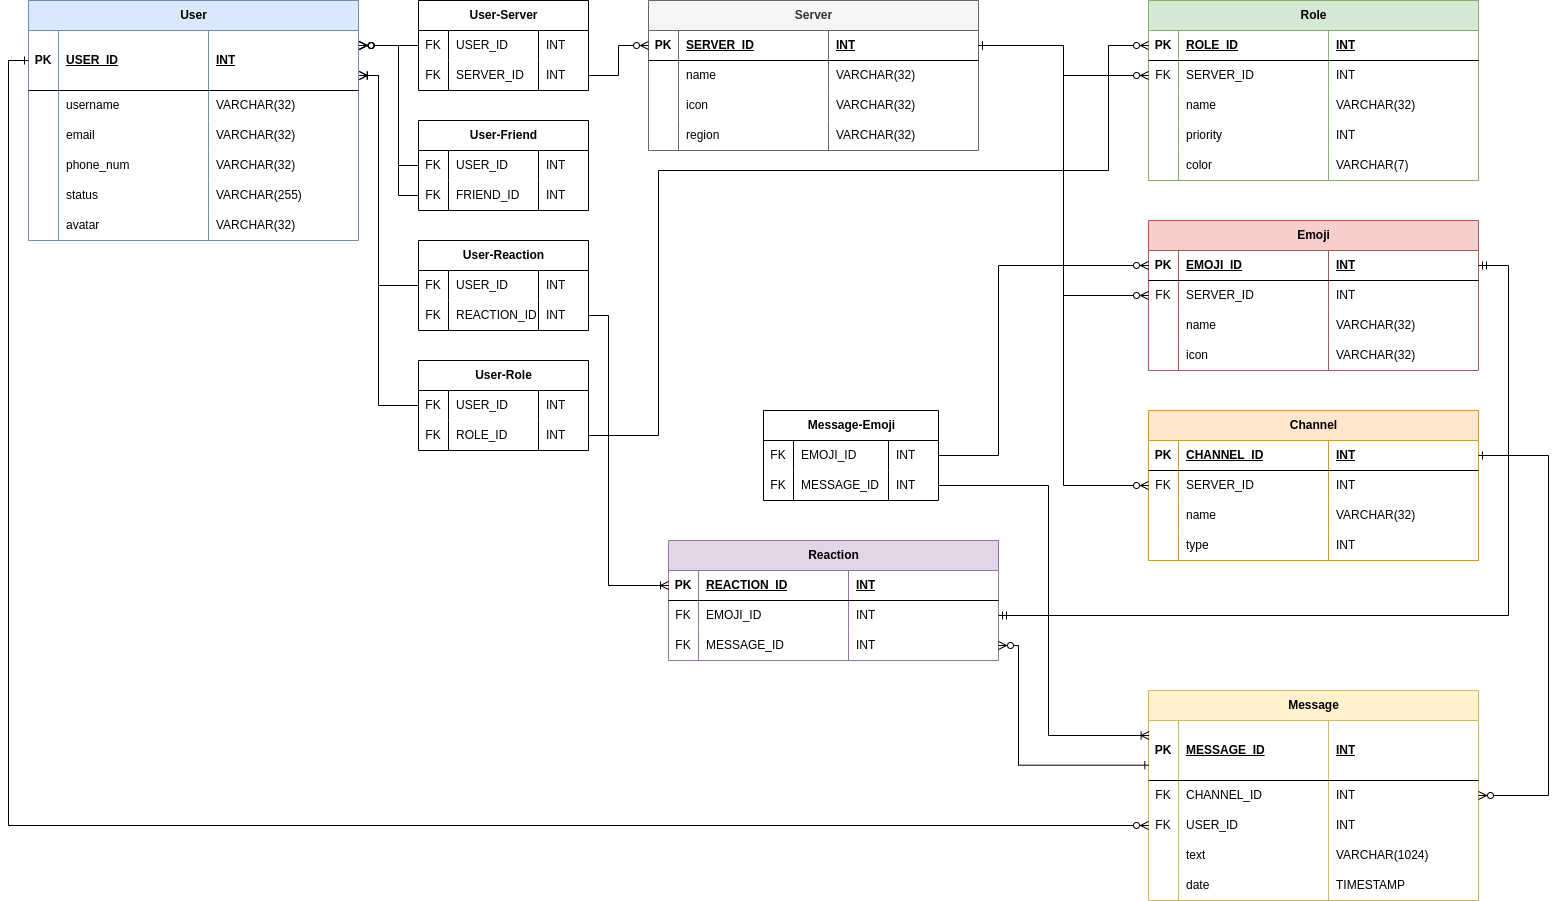 User
PK USER_ID INT
username VARCHAR(32)
email VARCHAR(32)
phone_num VARCHAR(32)
status VARCHAR(255)
avatar VARCHAR(32)
User-Server
FK USER_ID INT
FK SERVER_ID INT
User-Friend
FK USER_ID INT
FK FRIEND_ID INT
User-Reaction
FK USER_ID INT
FK REACTION_ID INT
User-Role
FK USER_ID INT
FK ROLE_ID INT
Server
PK SERVER_ID INT
name VARCHAR(32)
icon VARCHAR(32)
region VARCHAR(32)
Message-Emoji
FK EMOJI_ID INT
FK MESSAGE_ID INT
Reaction
PK REACTION_ID INT
FK EMOJI_ID INT
FK MESSAGE_ID INT
Role
PK ROLE_ID INT
FK SERVER_ID INT
name VARCHAR(32)
priority INT
color VARCHAR(7)
Emoji
PK EMOJI_ID INT
FK SERVER_ID INT
name VARCHAR(32)
icon VARCHAR(32)
Channel
PK CHANNEL_ID INT
FK SERVER_ID INT
name VARCHAR(32)
type INT
Message
PK MESSAGE_ID INT
FK CHANNEL_ID INT
FK USER_ID INT
text VARCHAR(1024)
date TIMESTAMP